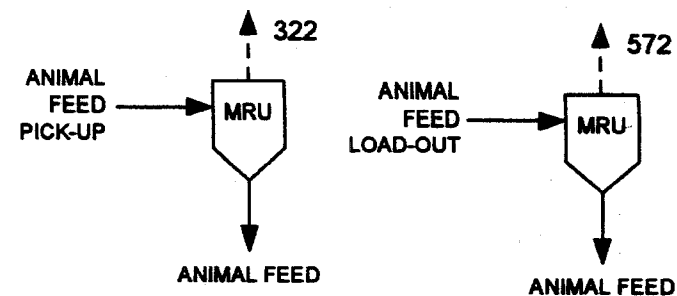 322
ANIMAL
FEED
PICK-UP
MRU
ANIMAL FEED
572
ANIMAL
FEED
LOAD-OUT
MRU
ANIMAL FEED